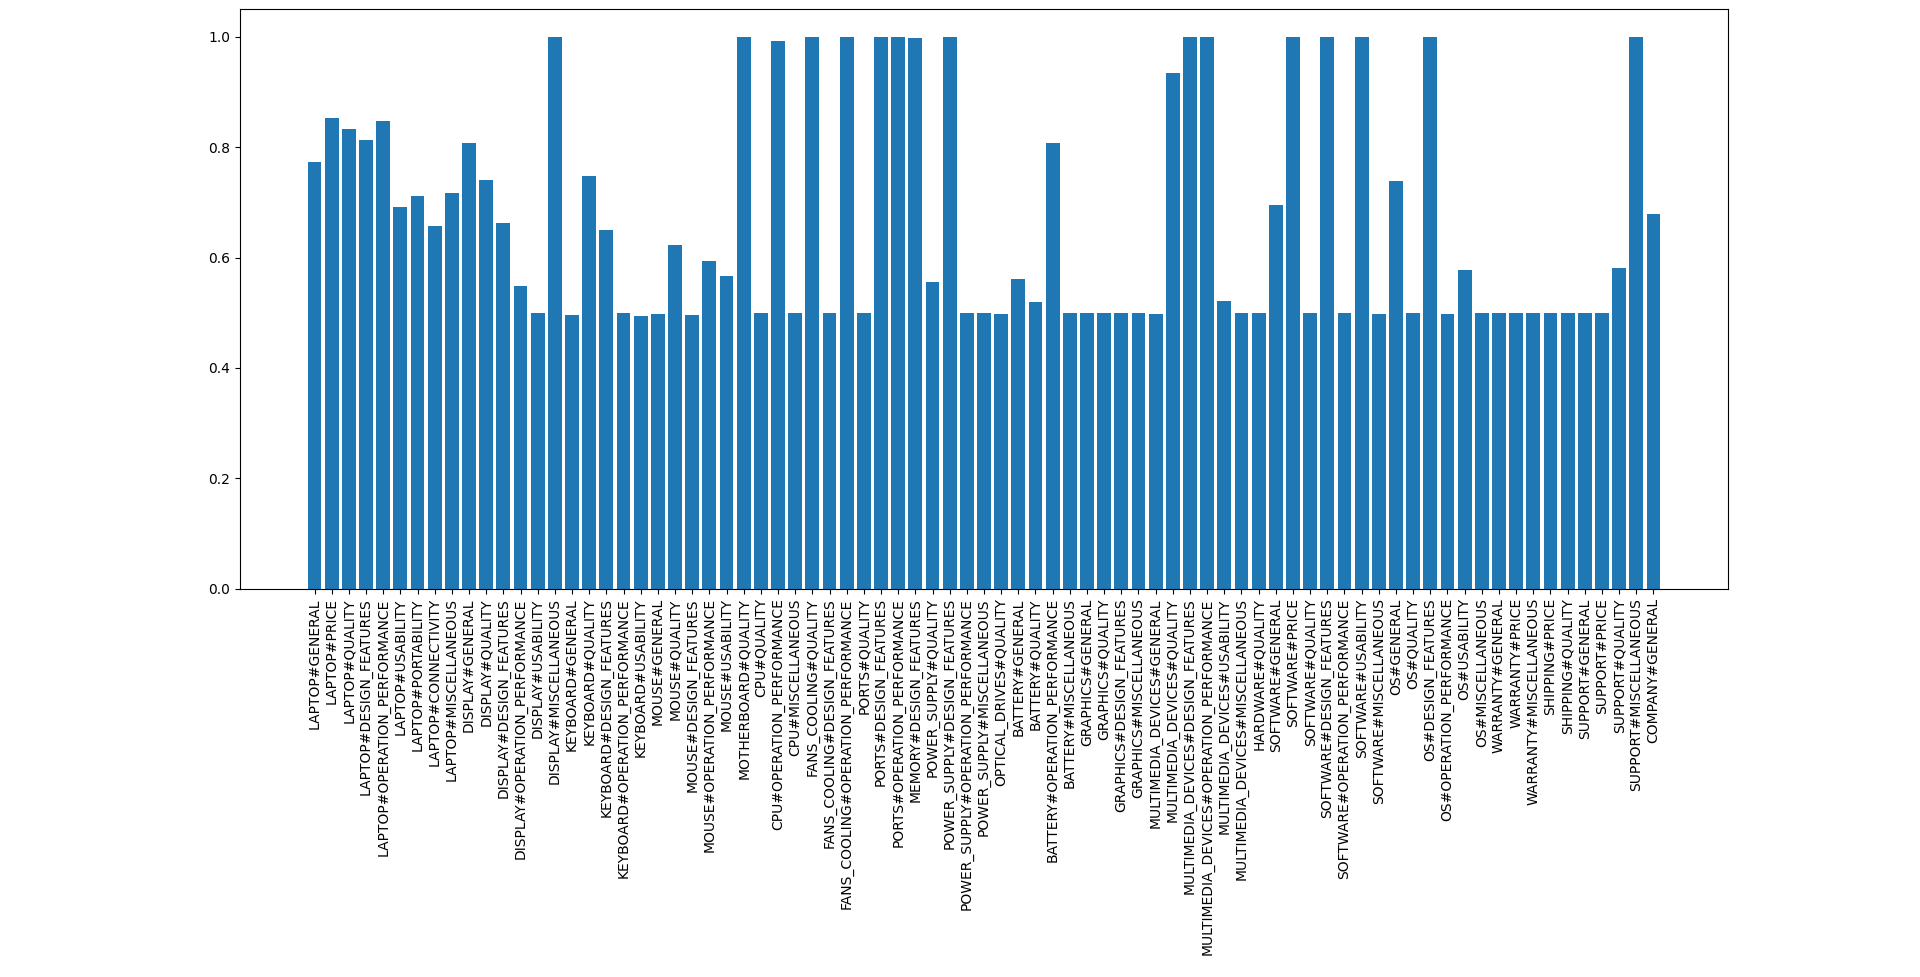 1.0
0.8
0.6
0.4
0.2
0.0
LAPTOP#GENERAL
LAPTOP#PRICE
LAPTOP#QUALITY
LAPTOP#DESIGN_FEATURES
LAPTOP#OPERATION_PERFORMANCE
LAPTOP#USABILITY
LAPTOP#PORTABILITY
LAPTOP#CONNECTIVITY
LAPTOP#MISCELLANEOUS
DISPLAY#GENERAL
DISPLAY#QUALITY
DISPLAY#DESIGN_FEATURES
DISPLAY#OPERATION_PERFORMANCE
DISPLAY#USABILITY
DISPLAY#MISCELLANEOUS
KEYBOARD#GENERAL
KEYBOARD#QUALITY
KEYBOARD#DESIGN_FEATURES
KEYBOARD#OPERATION_PERFORMANCE
KEYBOARD#USABILITY
MOUSE#GENERAL
MOUSE#QUALITY
MOUSE#DESIGN_FEATURES
MOUSE#OPERATION_PERFORMANCE
MOUSE#USABILITY
MOTHERBOARD#QUALITY
CPU#QUALITY
CPU#OPERATION_PERFORMANCE
CPU#MISCELLANEOUS
FANS_COOLING#QUALITY
FANS_COOLING#DESIGN_FEATURES
FANS_COOLING#OPERATION_PERFORMANCE
PORTS#QUALITY
PORTS#DESIGN_FEATURES
PORTS#OPERATION_PERFORMANCE
MEMORY#DESIGN_FEATURES
POWER_SUPPLY#QUALITY
POWER_SUPPLY#DESIGN_FEATURES
POWER_SUPPLY#OPERATION_PERFORMANCE
POWER_SUPPLY#MISCELLANEOUS
OPTICAL_DRIVES#QUALITY
BATTERY#GENERAL
BATTERY#QUALITY
BATTERY#OPERATION_PERFORMANCE
BATTERY#MISCELLANEOUS
GRAPHICS#GENERAL
GRAPHICS#QUALITY
GRAPHICS#DESIGN_FEATURES
GRAPHICS#MISCELLANEOUS
MULTIMEDIA_DEVICES#GENERAL
MULTIMEDIA_DEVICES#QUALITY
MULTIMEDIA_DEVICES#DESIGN_FEATURES
MULTIMEDIA_DEVICES#OPERATION_PERFORMANCE
MULTIMEDIA_DEVICES#USABILITY
MULTIMEDIA_DEVICES#MISCELLANEOUS
HARDWARE#QUALITY
SOFTWARE#GENERAL
SOFTWARE#PRICE
SOFTWARE#QUALITY
SOFTWARE#DESIGN_FEATURES
SOFTWARE#OPERATION_PERFORMANCE
SOFTWARE#USABILITY
SOFTWARE#MISCELLANEOUS
OS#GENERAL
OS#QUALITY
OS#DESIGN_FEATURES
OS#OPERATION_PERFORMANCE
OS#USABILITY
OS#MISCELLANEOUS
WARRANTY#GENERAL
WARRANTY#PRICE
WARRANTY#MISCELLANEOUS
SHIPPING#PRICE
SHIPPING#QUALITY
SUPPORT#GENERAL
SUPPORT#PRICE
SUPPORT#QUALITY
SUPPORT#MISCELLANEOUS
COMPANY#GENERAL